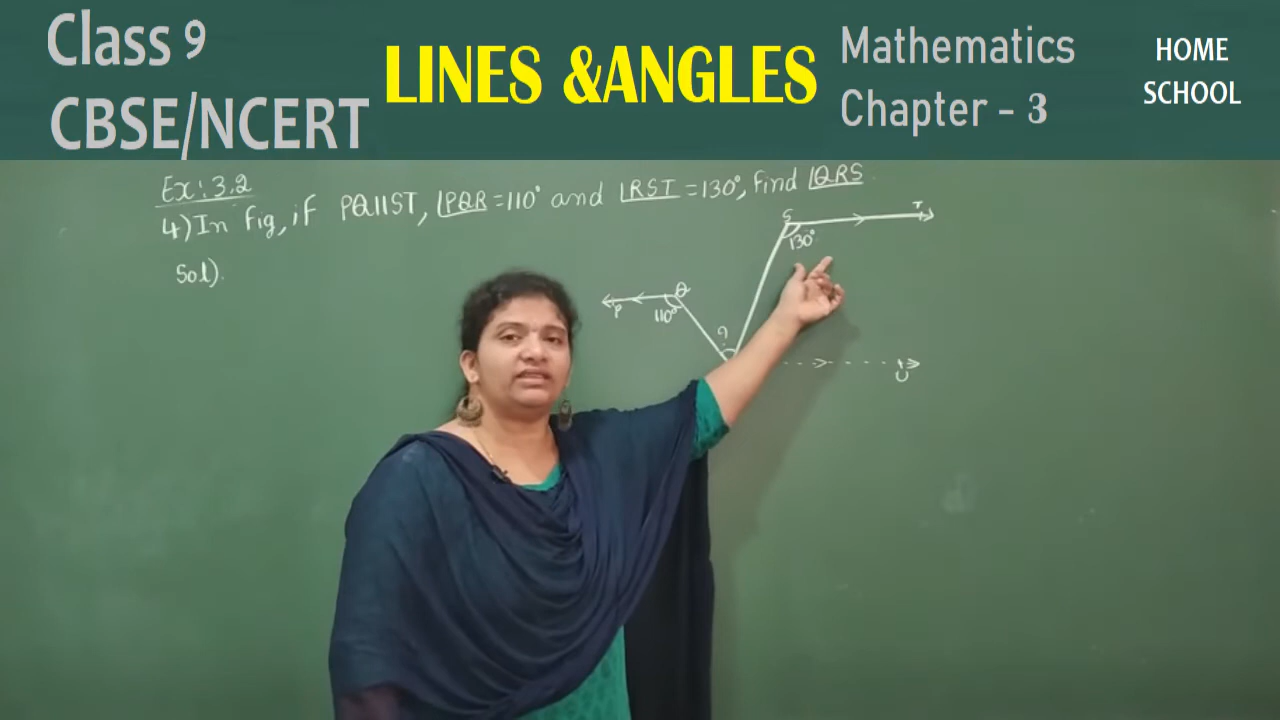 Class 9
CBSE/NCERT
LINES &ANGLES
Mathematics
Chapter - 3
HOME
SCHOOL
Ex: 3.2
4) In fig, if PQ||ST, ∠PQR = 110° and ∠RST = 130°, find ∠QRS
Sol).
S
T
130°
Q
P
110°
?
U